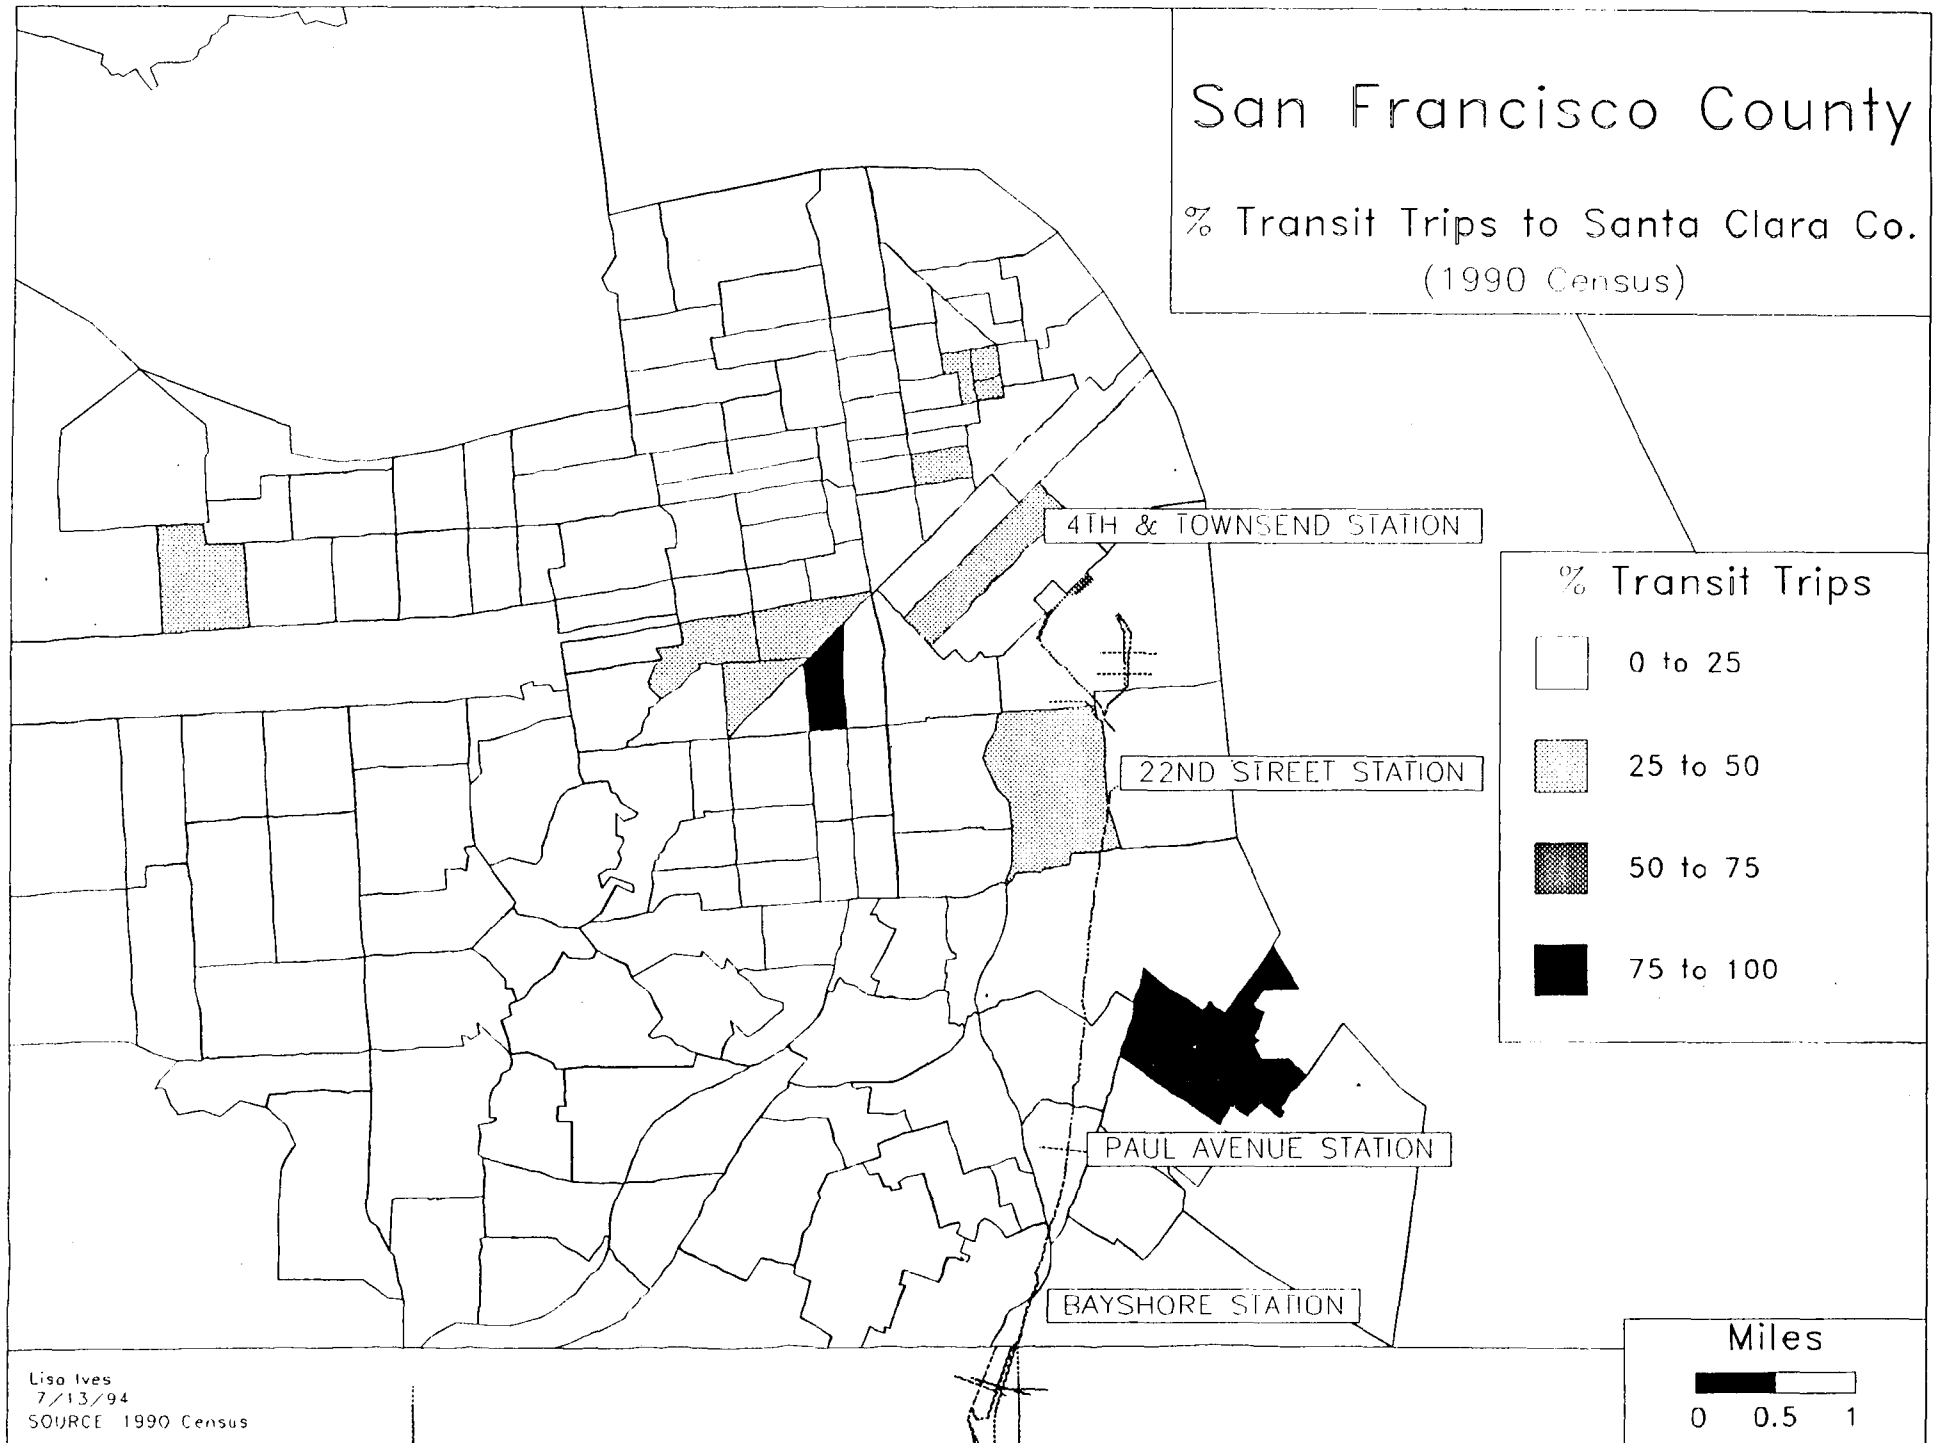 San Francisco County
% Transit Trips to Santa Clara Co.
(1990 Census)
4TH & TOWNSEND STATION
% Transit Trips
0 to 25
22ND STREET STATION
25 to 50
50 to 75
75 to 100
PAUL AVENUE STATION
BAYSHORE STATION
Miles
0 0.5 1
Lisa Ives
7/13/94
SOURCE 1990 Census